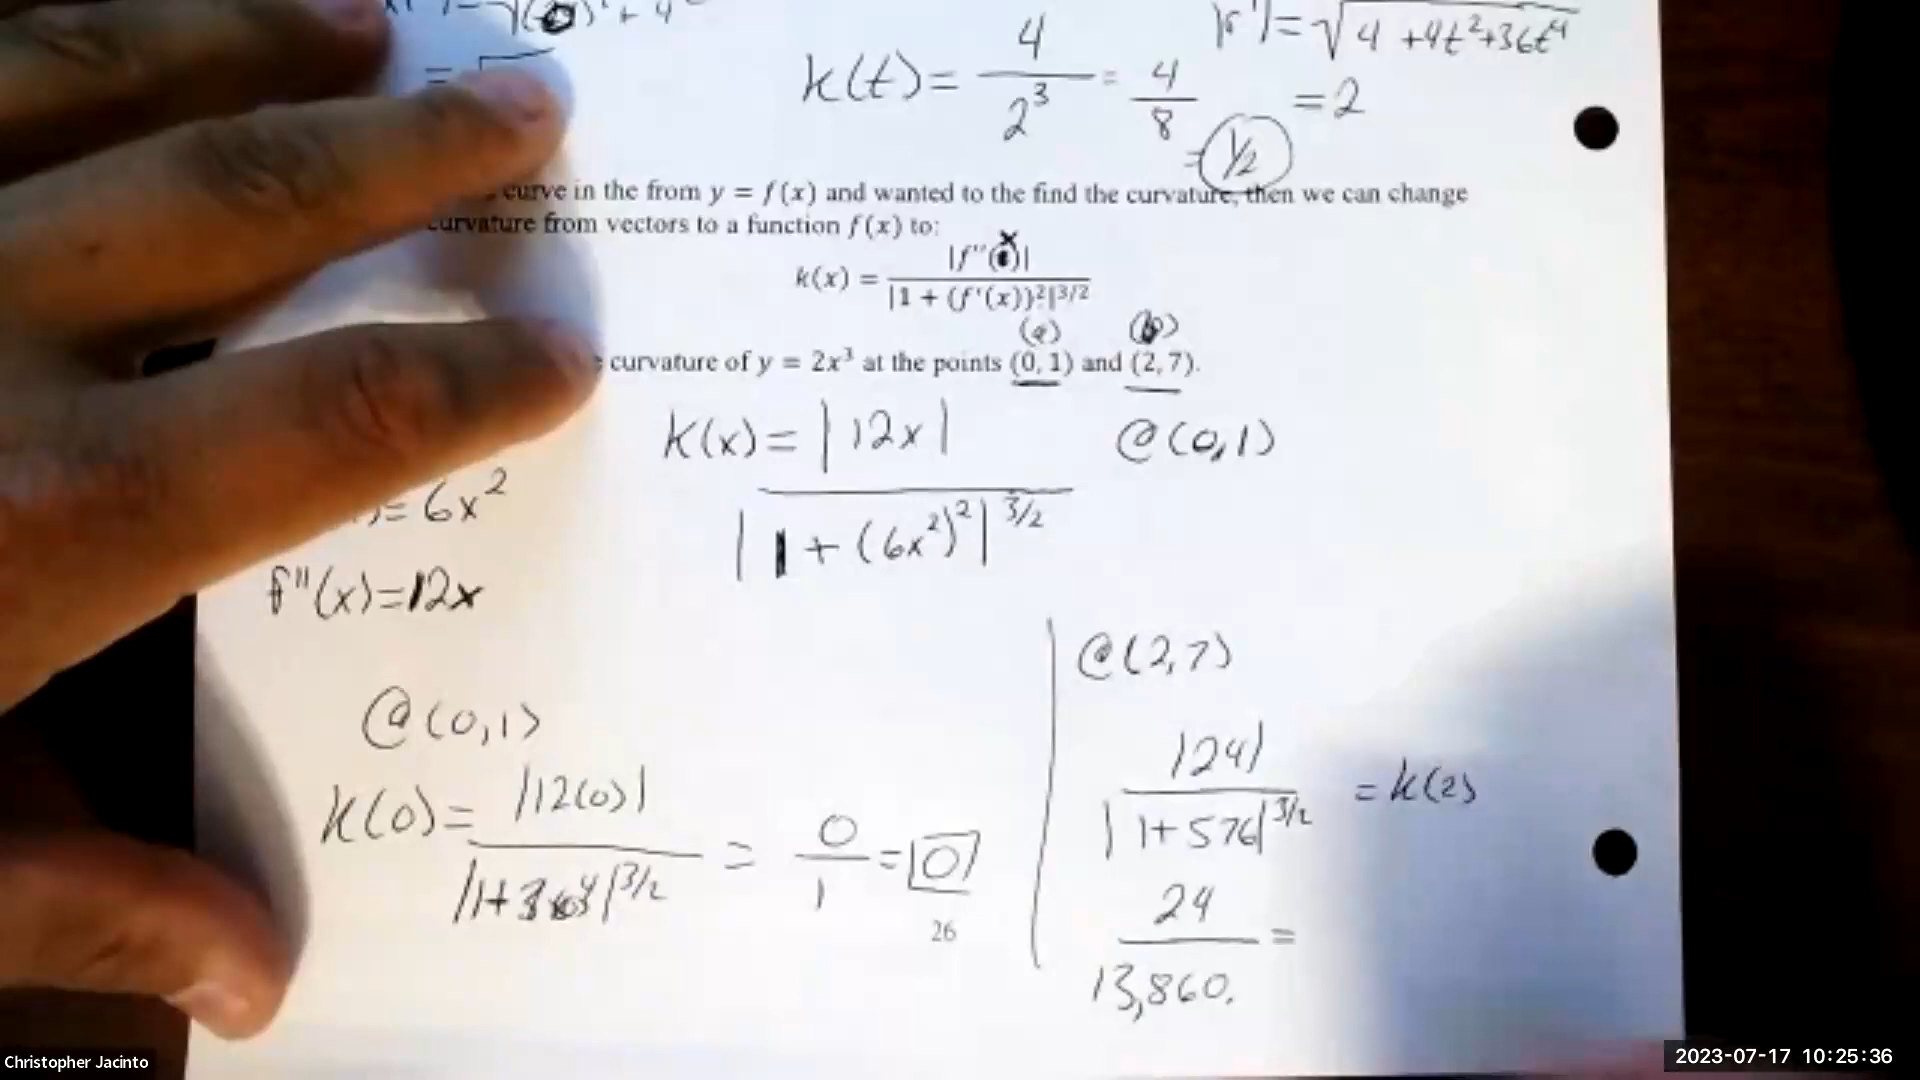 k(t) = 4/2³ = 4/8 = 1/2
|r'| = √4 + 4t² + 36t⁴
= 2
curve in the from y = f(x) and wanted to the find the curvature, then we can change
curvature from vectors to a function f(x) to:
x
k(x) = |f''( )| / |1 + (f'(x))²|^3/2
(a) (b)
curvature of y = 2x³ at the points (0, 1) and (2, 7).
k(x) = |12x| / |1 + (6x²)²|^3/2 @(0,1)
= 6x²
f''(x)=12x
@(2,7)
@(0,1)
|24| / |1+576|^3/2 = k(2)
k(0) = |12(0)| / |1+ |^3/2 = 0/1 = 0
24/13,860. =
26
Christopher Jacinto
2023-07-17 10:25:36